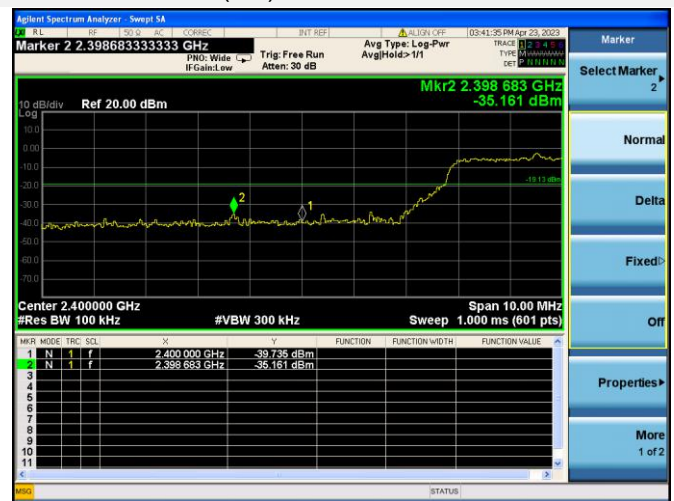 Agilent Spectrum Analyzer - Swept SA
RL RF 50 Ω AC CORREC INT REF ALIGN OFF 03:41:35 PM Apr 23, 2023
Marker 2 2.398683333333 GHz
PNO: Wide Trig: Free Run Avg Type: Log-Pwr TRACE 1 2 3 4 5 6
IFGain:Low Atten: 30 dB Avg|Hold:>1/1 TYPE
DET P N N N N N
Marker
Select Marker
2
Normal
Delta
Fixed
Off
Properties
More
1 of 2
Mkr2 2.398 683 GHz
-35.161 dBm
10 dB/div Ref 20.00 dBm
Log
10.0
0.00
-10.0
-20.0
-30.0
-40.0
-50.0
-60.0
-70.0
-19.13 dBm
2
1
Center 2.400000 GHz Span 10.00 MHz
#Res BW 100 kHz #VBW 300 kHz Sweep 1.000 ms (601 pts)
MKR MODE TRC SCL X Y FUNCTION FUNCTION WIDTH FUNCTION VALUE
1 N 1 f 2.400 000 GHz -39.735 dBm
2 N 1 f 2.398 683 GHz -35.161 dBm
3
4
5
6
7
8
9
10
11
MSG STATUS